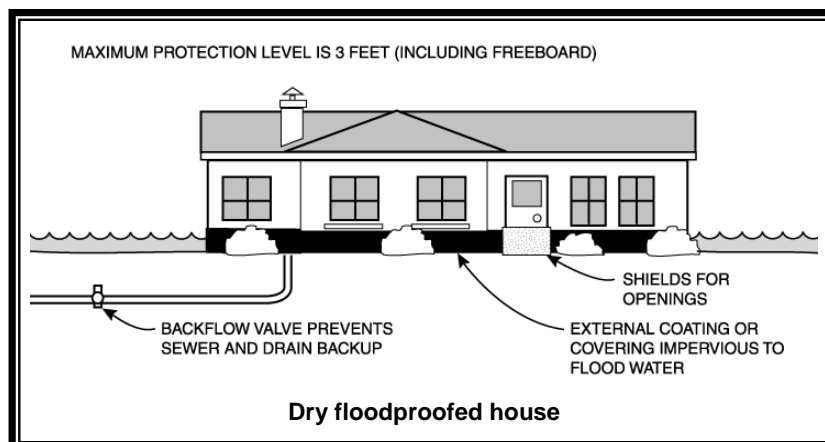 MAXIMUM PROTECTION LEVEL IS 3 FEET (INCLUDING FREEBOARD)
SHIELDS FOR
OPENINGS
BACKFLOW VALVE PREVENTS
SEWER AND DRAIN BACKUP
EXTERNAL COATING OR
COVERING IMPERVIOUS TO
FLOOD WATER
Dry floodproofed house